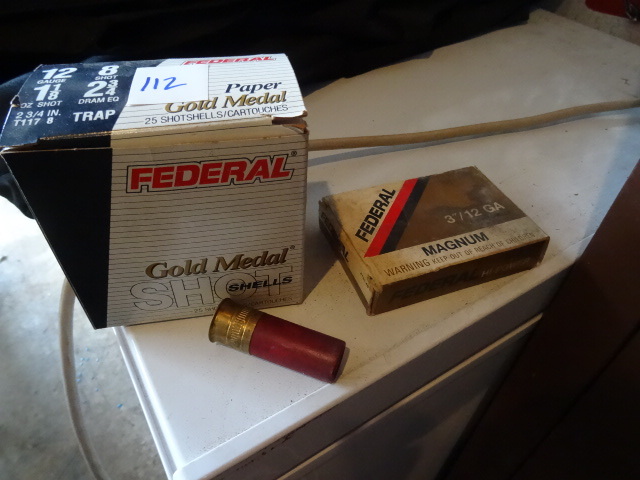 12 8
GAUGE SHOT
1 1/8 2 3/4
OZ SHOT DRAM EQ
2 3/4 IN. TRAP
T117 8
112
FEDERAL
Paper
Gold Medal
25 SHOTSHELLS/CARTOUCHES
FEDERAL
Gold Medal
SHOT
SHELLS
FEDERAL
3"/12 GA
MAGNUM
WARNING KEEP OUT OF REACH OF
FEDERAL